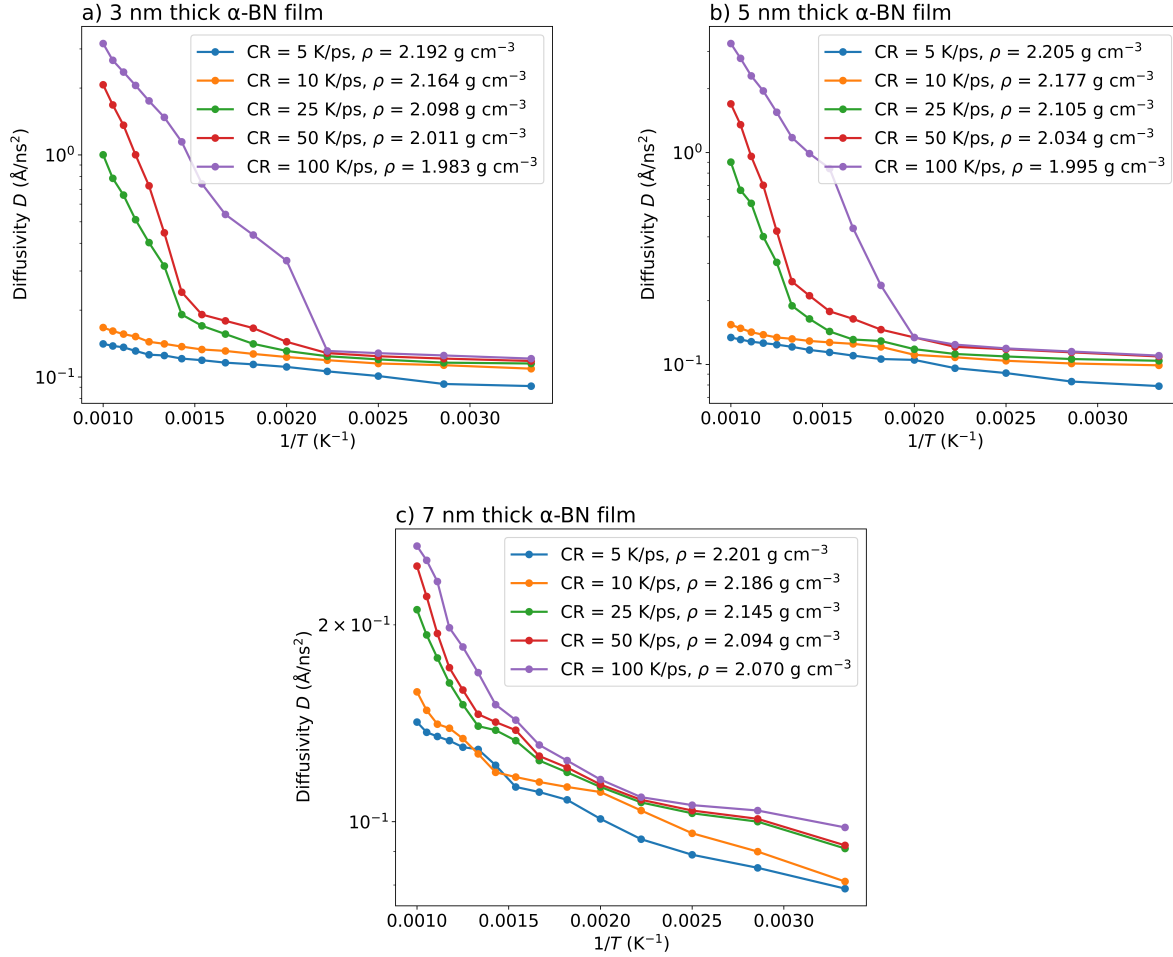 a) 3 nm thick α-BN film
CR = 5 K/ps, ρ = 2.192 g cm⁻³
CR = 10 K/ps, ρ = 2.164 g cm⁻³
CR = 25 K/ps, ρ = 2.098 g cm⁻³
CR = 50 K/ps, ρ = 2.011 g cm⁻³
CR = 100 K/ps, ρ = 1.983 g cm⁻³
Diffusivity D (Å/ns²)
10⁰
10⁻¹
0.0010 0.0015 0.0020 0.0025 0.0030
1/T (K⁻¹)
b) 5 nm thick α-BN film
CR = 5 K/ps, ρ = 2.205 g cm⁻³
CR = 10 K/ps, ρ = 2.177 g cm⁻³
CR = 25 K/ps, ρ = 2.105 g cm⁻³
CR = 50 K/ps, ρ = 2.034 g cm⁻³
CR = 100 K/ps, ρ = 1.995 g cm⁻³
Diffusivity D (Å/ns²)
10⁰
10⁻¹
0.0010 0.0015 0.0020 0.0025 0.0030
1/T (K⁻¹)
c) 7 nm thick α-BN film
CR = 5 K/ps, ρ = 2.201 g cm⁻³
CR = 10 K/ps, ρ = 2.186 g cm⁻³
CR = 25 K/ps, ρ = 2.145 g cm⁻³
CR = 50 K/ps, ρ = 2.094 g cm⁻³
CR = 100 K/ps, ρ = 2.070 g cm⁻³
Diffusivity D (Å/ns²)
2 × 10⁻¹
10⁻¹
0.0010 0.0015 0.0020 0.0025 0.0030
1/T (K⁻¹)